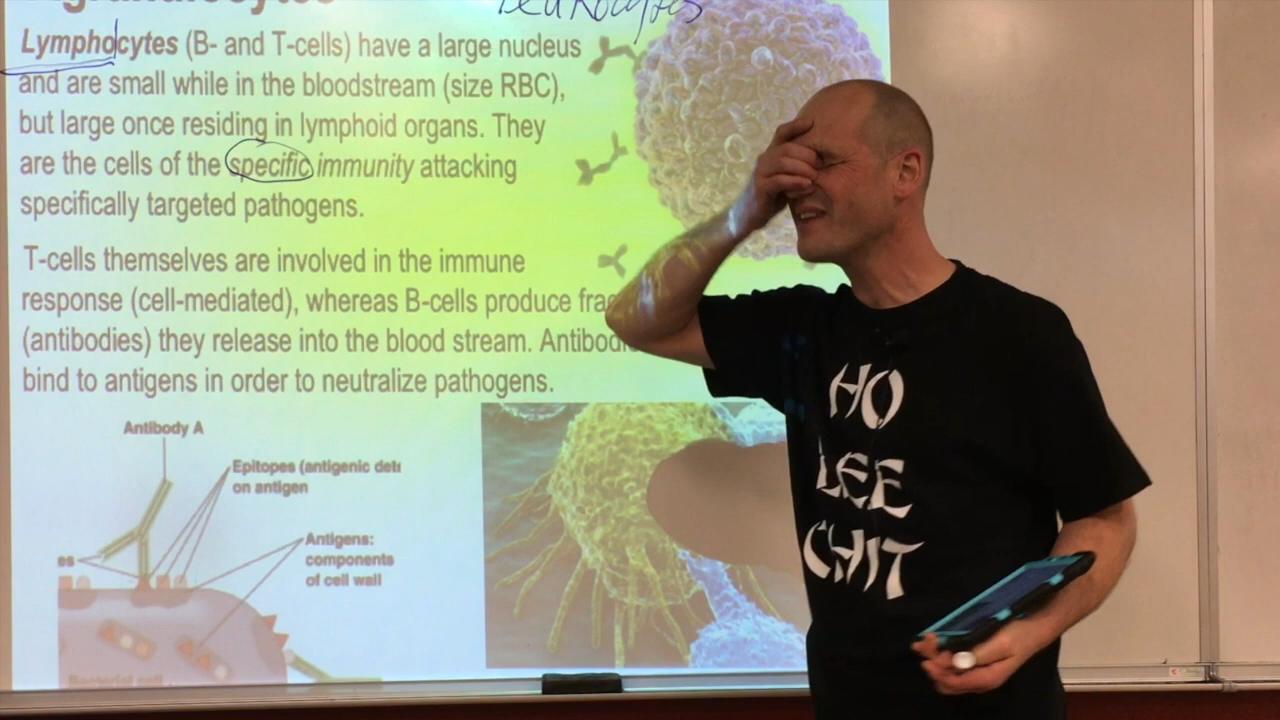 Leukocytes
Lymphocytes (B- and T-cells) have a large nucleus
and are small while in the bloodstream (size RBC),
but large once residing in lymphoid organs. They
are the cells of the specific immunity attacking
specifically targeted pathogens.
T-cells themselves are involved in the immune
response (cell-mediated), whereas B-cells produce
(antibodies) they release into the blood stream.
bind to antigens in order to neutralize pathogens.
Antibody A
Epitopes (antigenic
on antigen
Antigens:
components
of cell wall
Bacterial cell
HO
LEE
CHIT